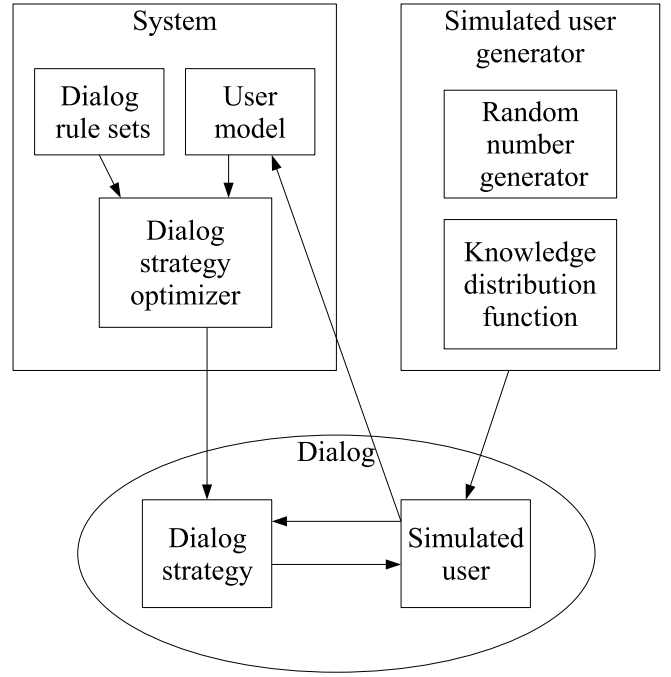 System
Dialog
rule sets
User
model
Dialog
strategy
optimizer
Simulated user
generator
Random
number
generator
Knowledge
distribution
function
Dialog
Dialog
strategy
Simulated
user